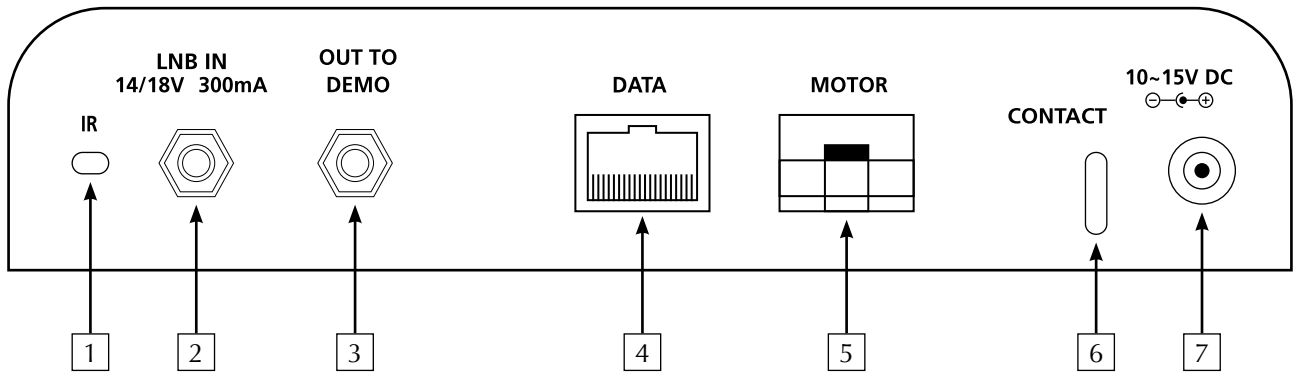 LNB IN
14/18V 300mA
OUT TO
DEMO
IR
DATA
MOTOR
CONTACT
10~15V DC
1
2
3
4
5
6
7